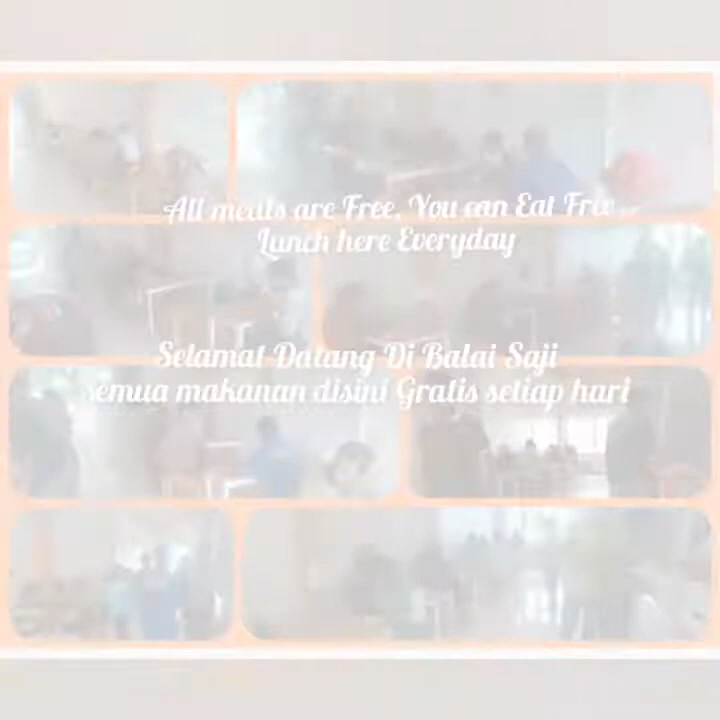 All meals are Free. You can Eat Free
Lunch here Everyday
Selamat Datang Di Balai Saji
semua makanan disini Gratis setiap hari